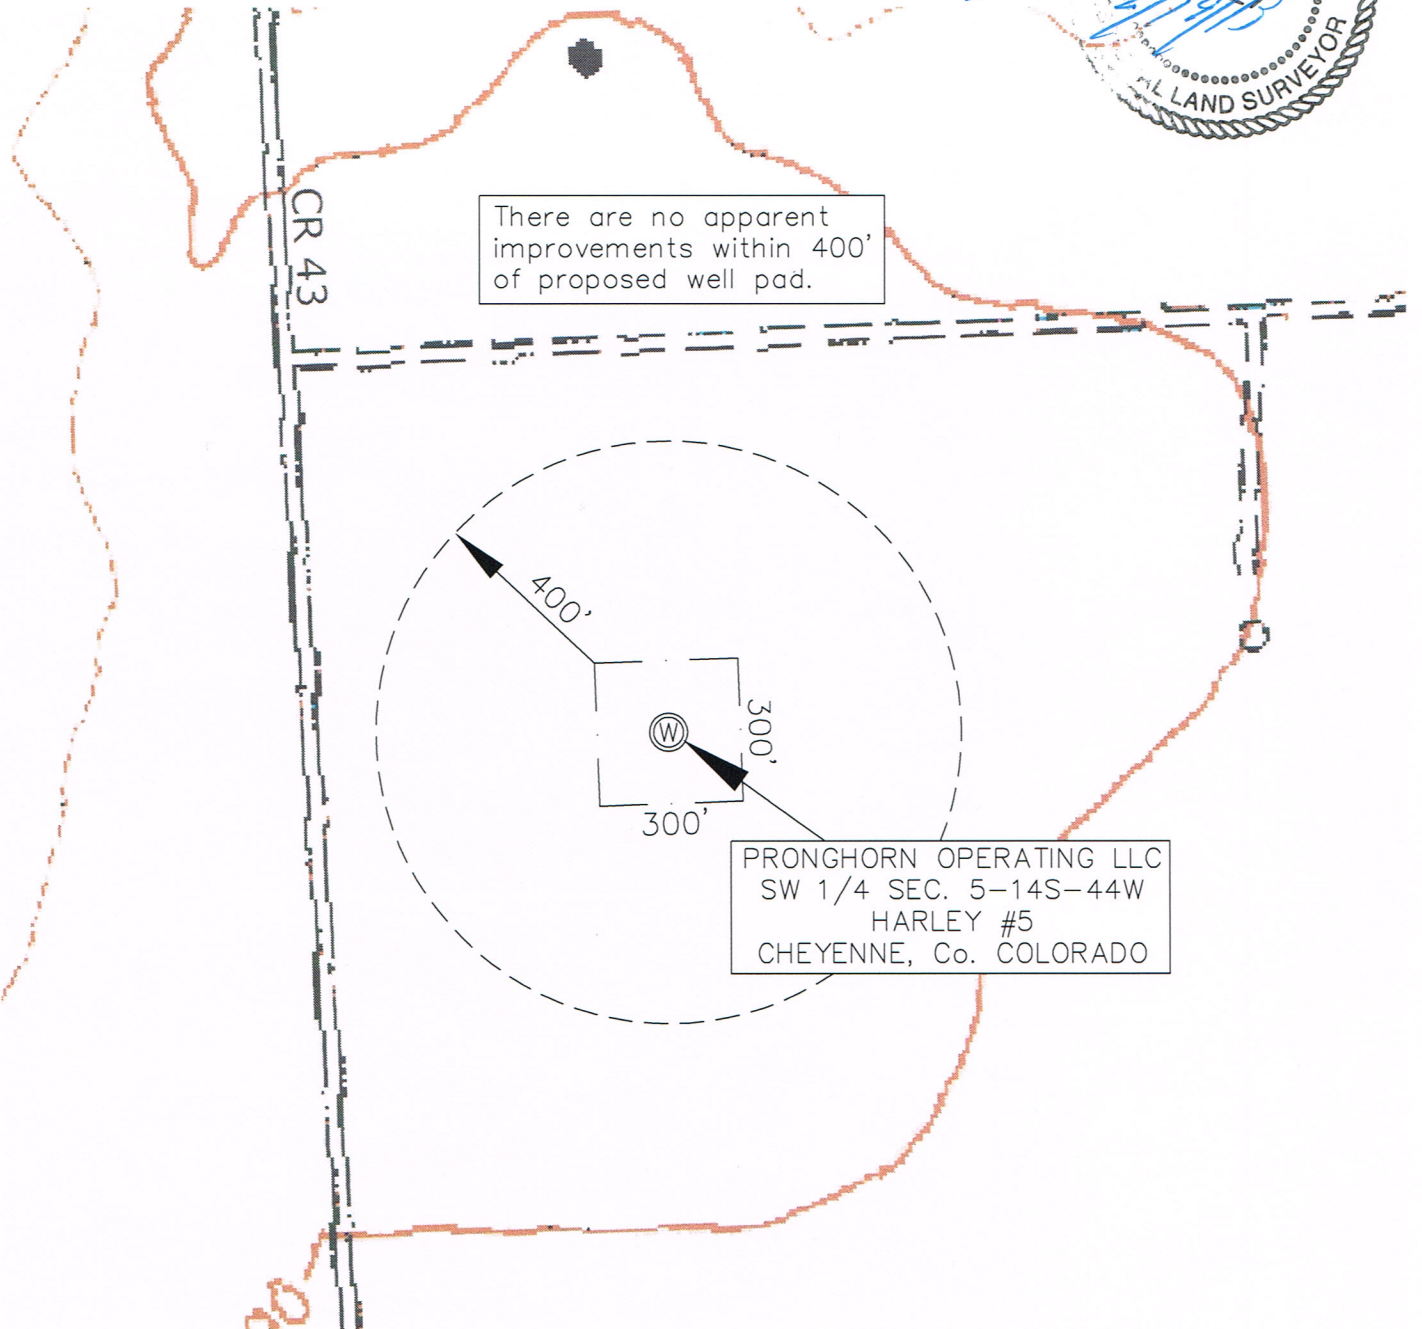 AL LAND SURVEYOR
CR 43
There are no apparent
improvements within 400'
of proposed well pad.
400'
300'
W
300'
PRONGHORN OPERATING LLC
SW 1/4 SEC. 5-14S-44W
HARLEY #5
CHEYENNE, Co. COLORADO